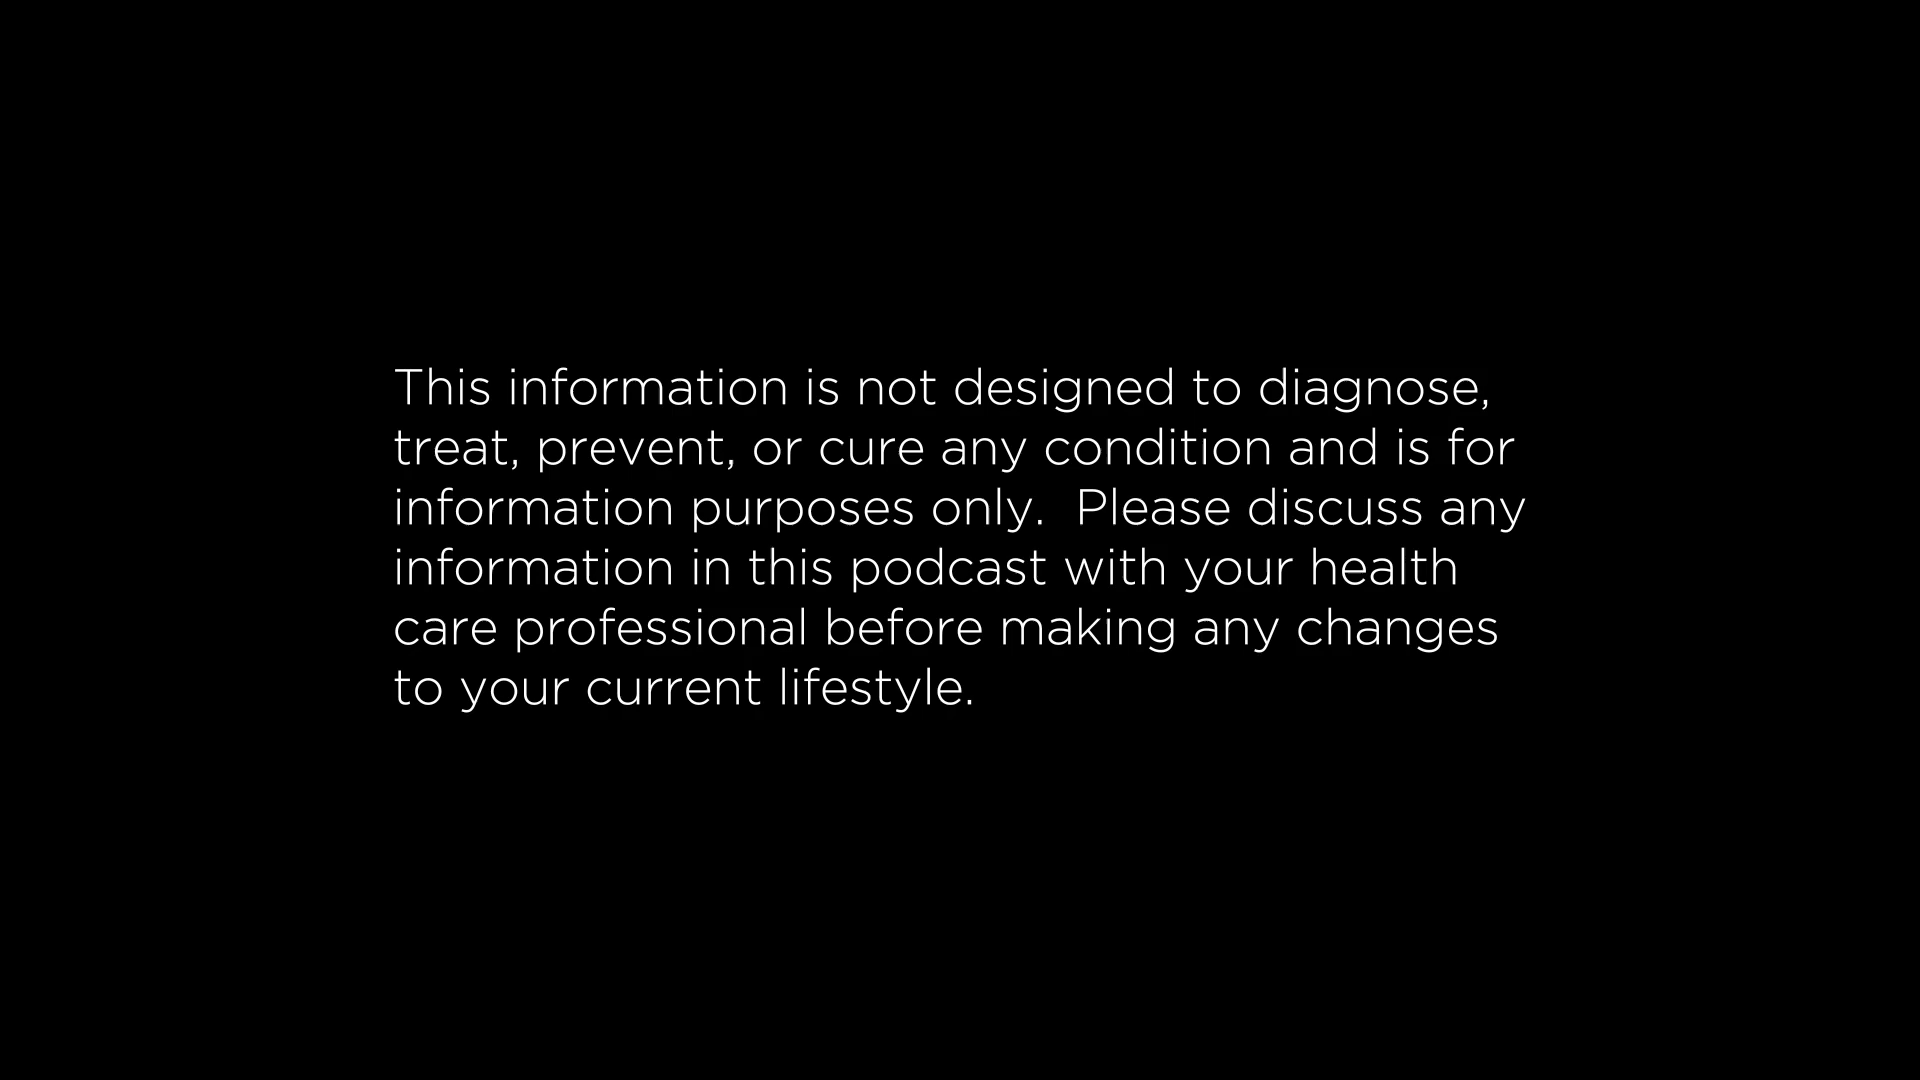 This information is not designed to diagnose,
treat, prevent, or cure any condition and is for
information purposes only.  Please discuss any
information in this podcast with your health
care professional before making any changes
to your current lifestyle.